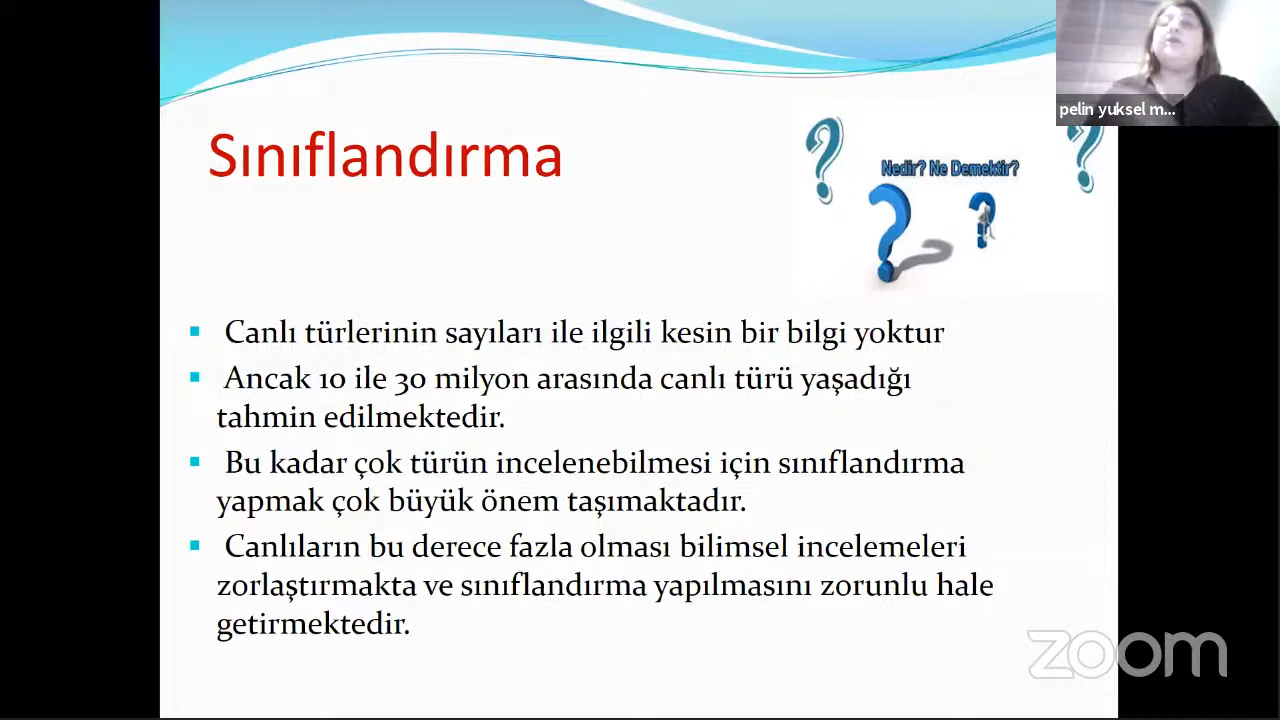 pelin yuksel m...
Sınıflandırma
Nedir? Ne Demektir?
Canlı türlerinin sayıları ile ilgili kesin bir bilgi yoktur
Ancak 10 ile 30 milyon arasında canlı türü yaşadığı
tahmin edilmektedir.
Bu kadar çok türün incelenebilmesi için sınıflandırma
yapmak çok büyük önem taşımaktadır.
Canlıların bu derece fazla olması bilimsel incelemeleri
zorlaştırmakta ve sınıflandırma yapılmasını zorunlu hale
getirmektedir.
zoom